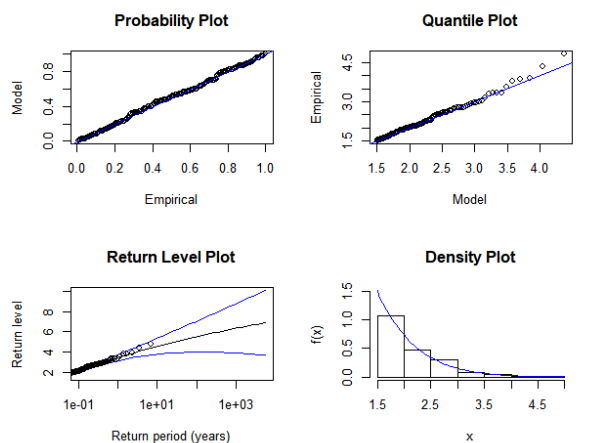 Probability Plot
Model
0.0 0.4 0.8
0.0 0.2 0.4 0.6 0.8 1.0
Empirical
Quantile Plot
Empirical
1.5 3.0 4.5
1.5 2.0 2.5 3.0 3.5 4.0
Model
Return Level Plot
Return level
2 4 6 8
1e-01 1e+01 1e+03
Return period (years)
Density Plot
f(x)
0.0 0.5 1.0 1.5
1.5 2.5 3.5 4.5
x